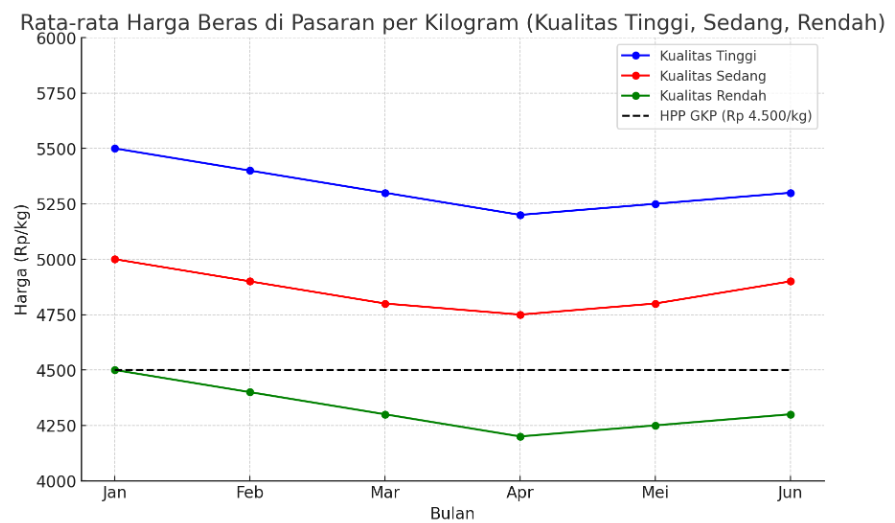 Rata-rata Harga Beras di Pasaran per Kilogram (Kualitas Tinggi, Sedang, Rendah)
6000
5750
5500
5250
5000
4750
4500
4250
4000
Harga (Rp/kg)
Kualitas Tinggi
Kualitas Sedang
Kualitas Rendah
HPP GKP (Rp 4.500/kg)
Jan Feb Mar Apr Mei Jun
Bulan